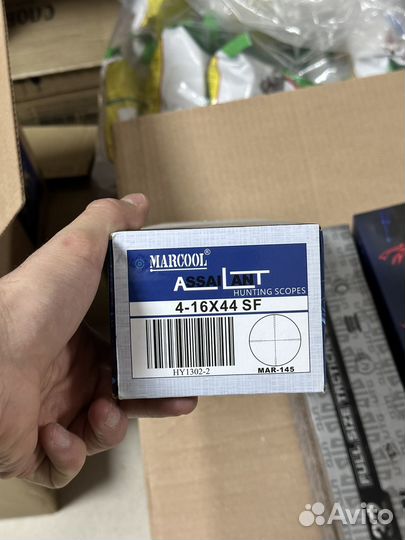 MARCOOL®
ASSAILANT
HUNTING SCOPES
4-16X44 SF
HY1302-2
MAR-145
Avito